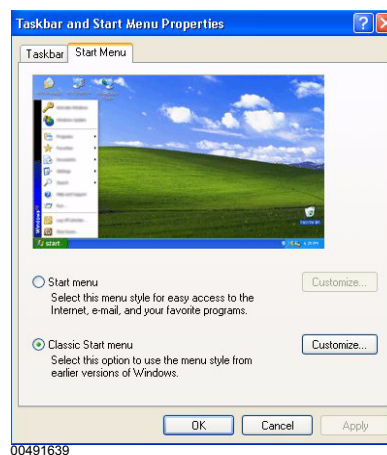 Taskbar and Start Menu Properties
Taskbar Start Menu
start
Start menu
Customize...
Select this menu style for easy access to the
Internet, e-mail, and your favorite programs.
Classic Start menu
Customize...
Select this option to use the menu style from
earlier versions of Windows.
OK Cancel Apply
00491639